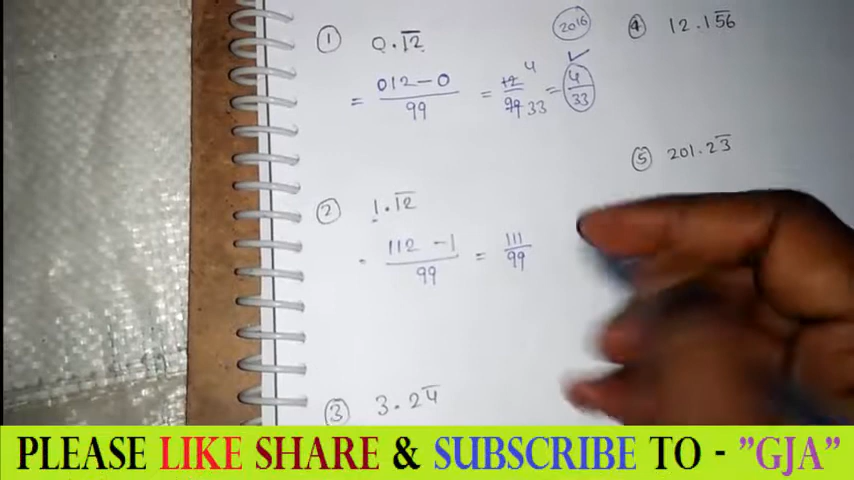 ① 0.1̅2̅
= 012-0/99 = 12/99 4 33 = 4/33 ✓
2016
② 1.1̅2̅
= 112-1/99 = 111/99
③ 3.24̅
④ 12.15̅6̅
⑤ 201.23̅
PLEASE LIKE SHARE & SUBSCRIBE TO - "GJA"